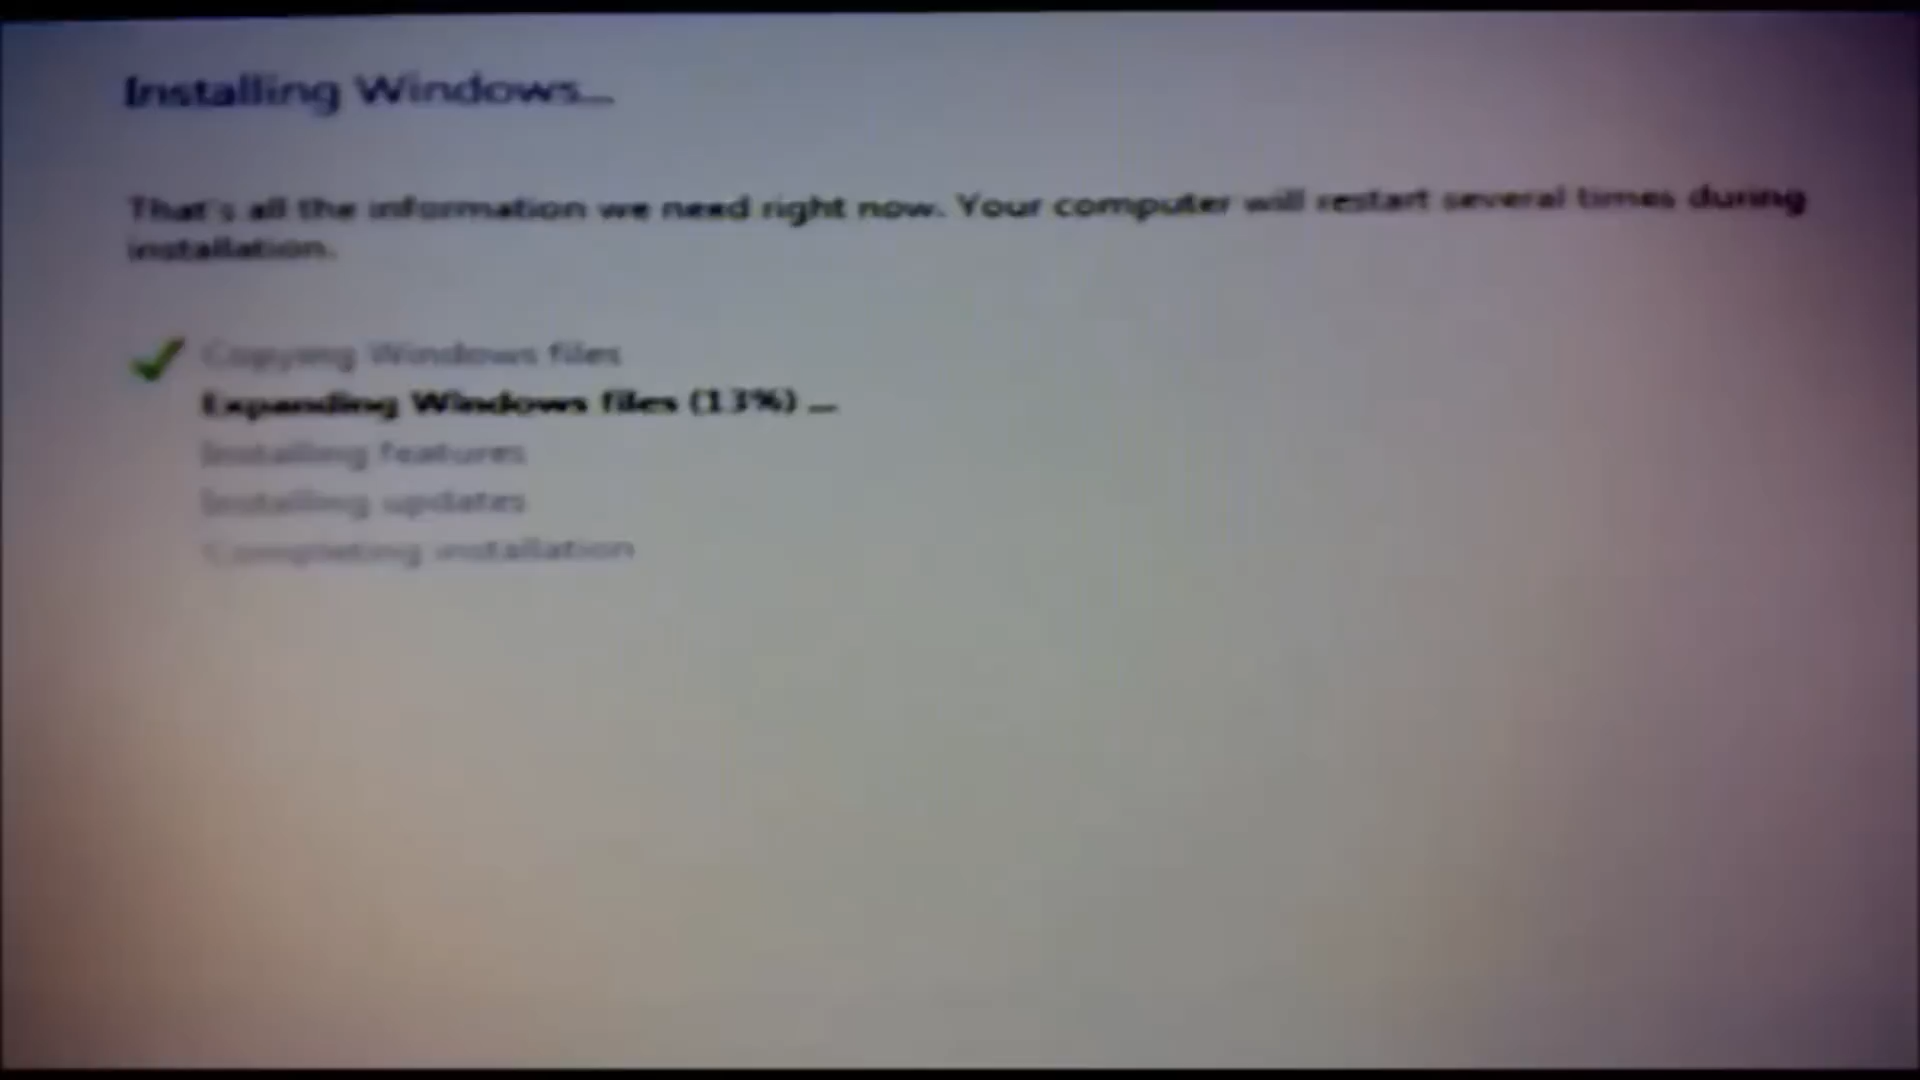 Installing Windows...
That's all the information we need right now. Your computer will restart several times during
installation.
Copying Windows files
Expanding Windows files (13%) ...
Installing features
Installing updates
Completing installation